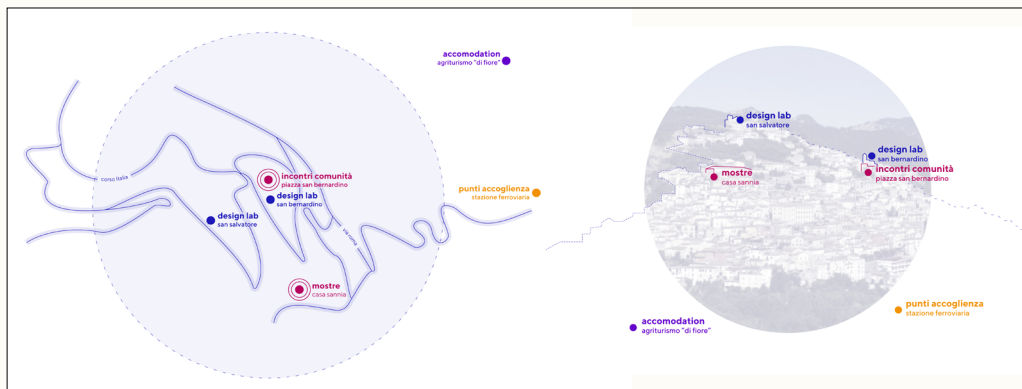 accomodation
agriturismo "di fiore"
corso italia
incontri comunità
piazza san bernardino
design lab
san bernardino
design lab
san salvatore
punti accoglienza
stazione ferroviaria
via roma
mostre
casa sannia
design lab
san salvatore
design lab
san bernardino
incontri comunità
piazza san bernardino
mostre
casa sannia
punti accoglienza
stazione ferroviaria
accomodation
agriturismo "di fiore"